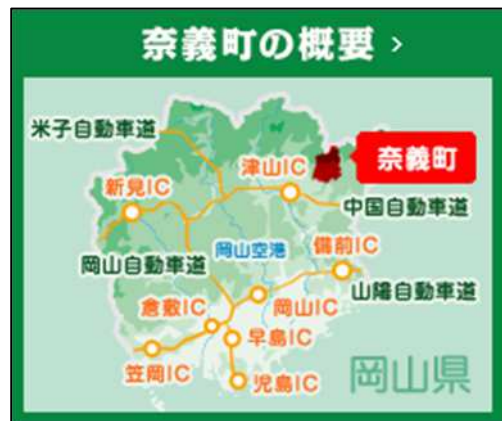 奈義町の概要 >
米子自動車道
奈義町
津山IC
新見IC
中国自動車道
岡山空港
備前IC
岡山自動車道
山陽自動車道
倉敷IC
岡山IC
早島IC
笠岡IC
児島IC
岡山県